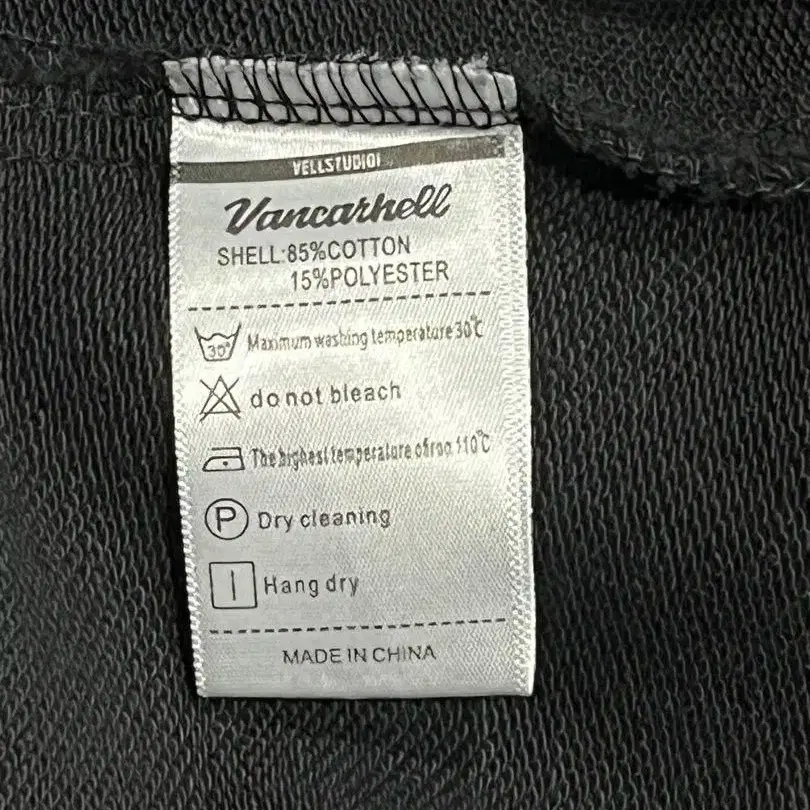 VELLSTUDIOI
Vancarhell
SHELL:85%COTTON
15%POLYESTER
30° Maximum washing temperature 30℃
do not bleach
The highest temperature of iron 110℃
P Dry cleaning
Hang dry
MADE IN CHINA